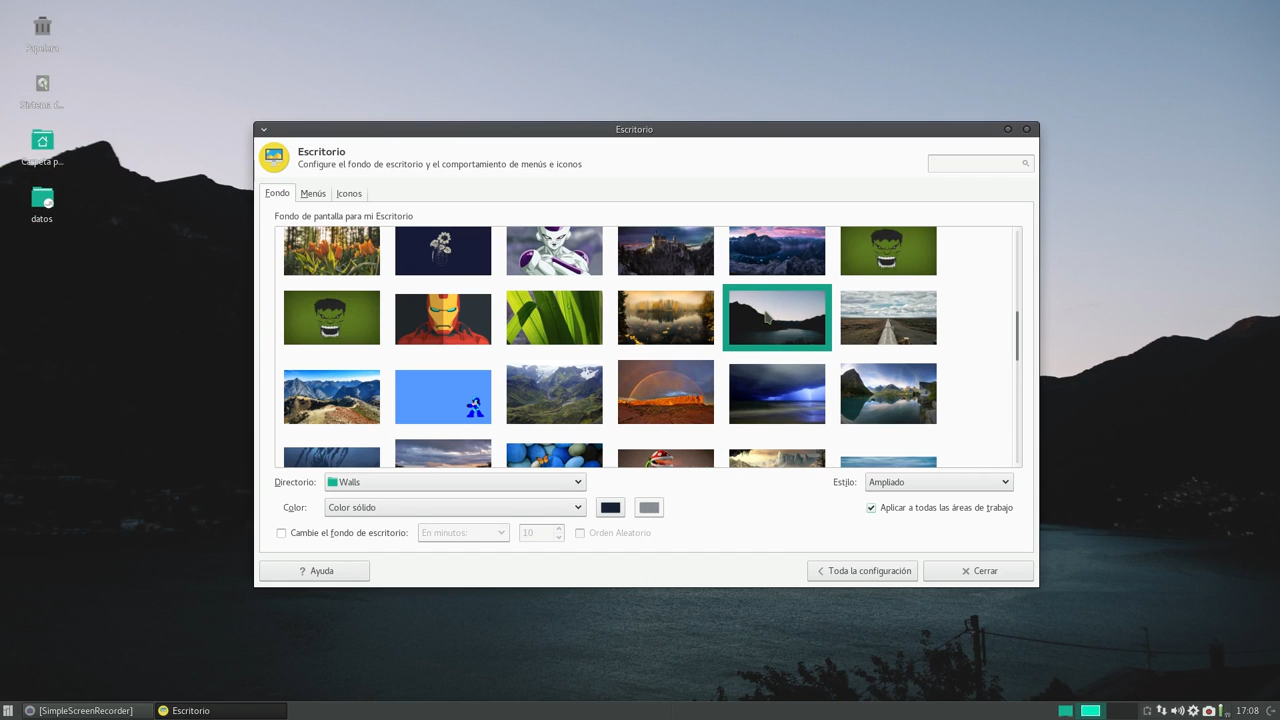 Papelera
Sistema d...
Carpeta p...
datos
Escritorio
Escritorio
Configure el fondo de escritorio y el comportamiento de menús e iconos
Fondo
Menús
Iconos
Fondo de pantalla para mi Escritorio
Directorio:
Walls
Estilo:
Ampliado
Color:
Color sólido
Aplicar a todas las áreas de trabajo
Cambie el fondo de escritorio:
En minutos:
10
Orden Aleatorio
? Ayuda
Toda la configuración
Cerrar
[SimpleScreenRecorder]
Escritorio
17:08